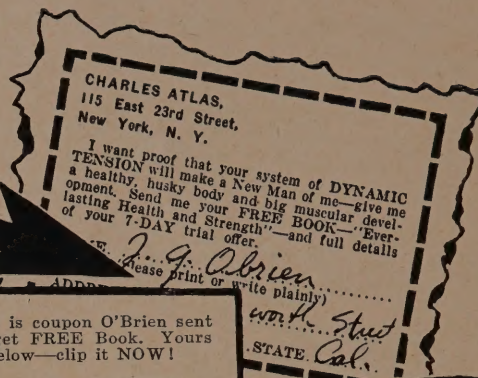 CHARLES ATLAS,
115 East 23rd Street,
New York, N. Y.
I want proof that your system of DYNAMIC
TENSION will make a New Man of me—give me
a healthy, husky body and big muscular devel-
opment. Send me your FREE BOOK—"Ever-
lasting Health and Strength"—and full details
of your 7-DAY trial offer.
J. G. Obrien
ease print or write plainly)
worth Street
STATE. Cal.
is coupon O'Brien sent
et FREE Book. Yours
elow—clip it NOW!